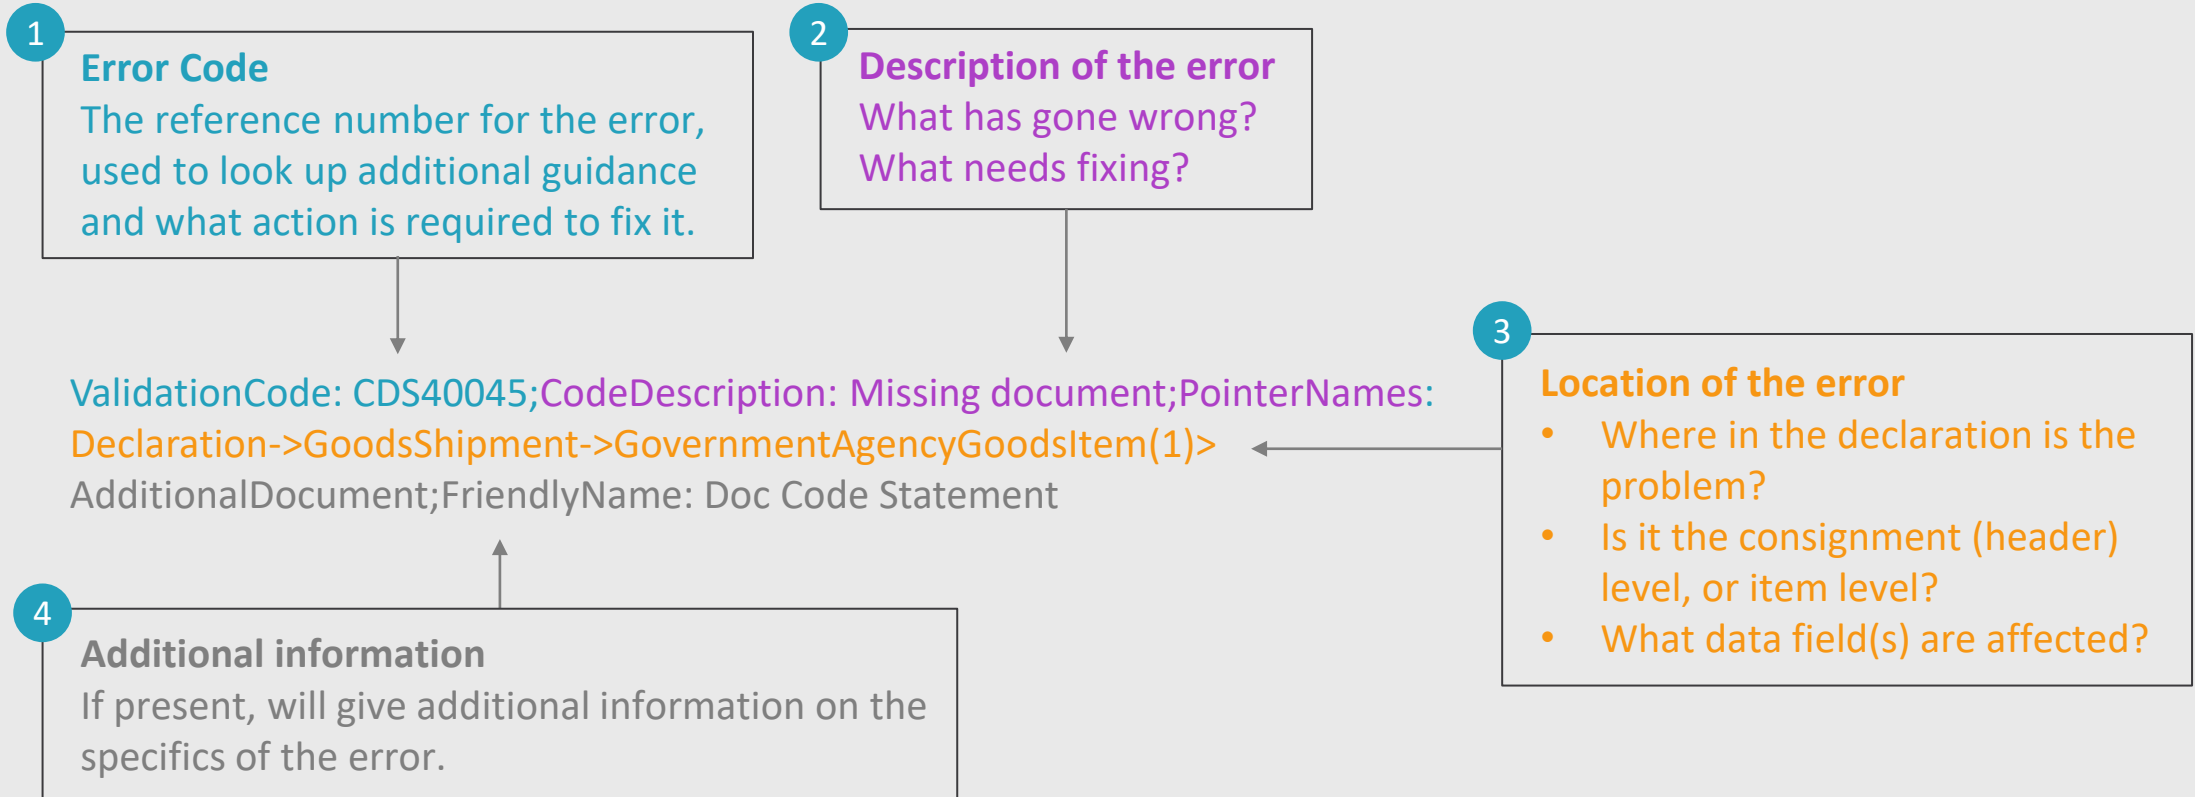 1
Error Code
The reference number for the error,
used to look up additional guidance
and what action is required to fix it.
2
Description of the error
What has gone wrong?
What needs fixing?
ValidationCode: CDS40045;CodeDescription: Missing document;PointerNames:
Declaration->GoodsShipment->GovernmentAgencyGoodsItem(1)>
AdditionalDocument;FriendlyName: Doc Code Statement
3
Location of the error
• Where in the declaration is the
problem?
• Is it the consignment (header)
level, or item level?
• What data field(s) are affected?
4
Additional information
If present, will give additional information on the
specifics of the error.